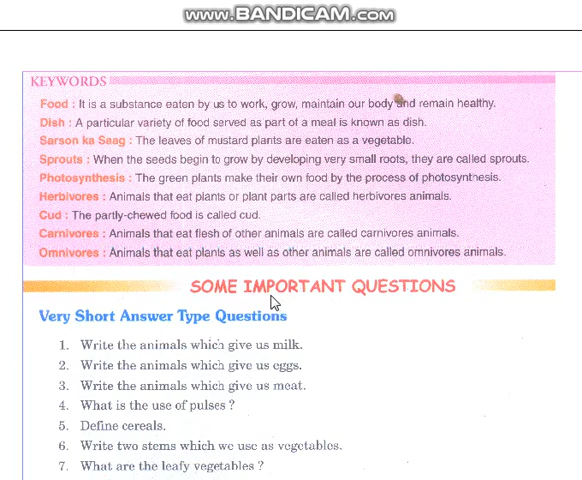 www.BANDICAM.com
KEYWORDS
Food : It is a substance eaten by us to work, grow, maintain our body and remain healthy.
Dish : A particular variety of food served as part of a meal is known as dish.
Sarson ka Saag : The leaves of mustard plants are eaten as a vegetable.
Sprouts : When the seeds begin to grow by developing very small roots, they are called sprouts.
Photosynthesis : The green plants make their own food by the process of photosynthesis.
Herbivores : Animals that eat plants or plant parts are called herbivores animals.
Cud : The partly-chewed food is called cud.
Carnivores : Animals that eat flesh of other animals are called carnivores animals.
Omnivores : Animals that eat plants as well as other animals are called omnivores animals.
SOME IMPORTANT QUESTIONS
Very Short Answer Type Questions
1. Write the animals which give us milk.
2. Write the animals which give us eggs.
3. Write the animals which give us meat.
4. What is the use of pulses ?
5. Define cereals.
6. Write two stems which we use as vegetables.
7. What are the leafy vegetables ?